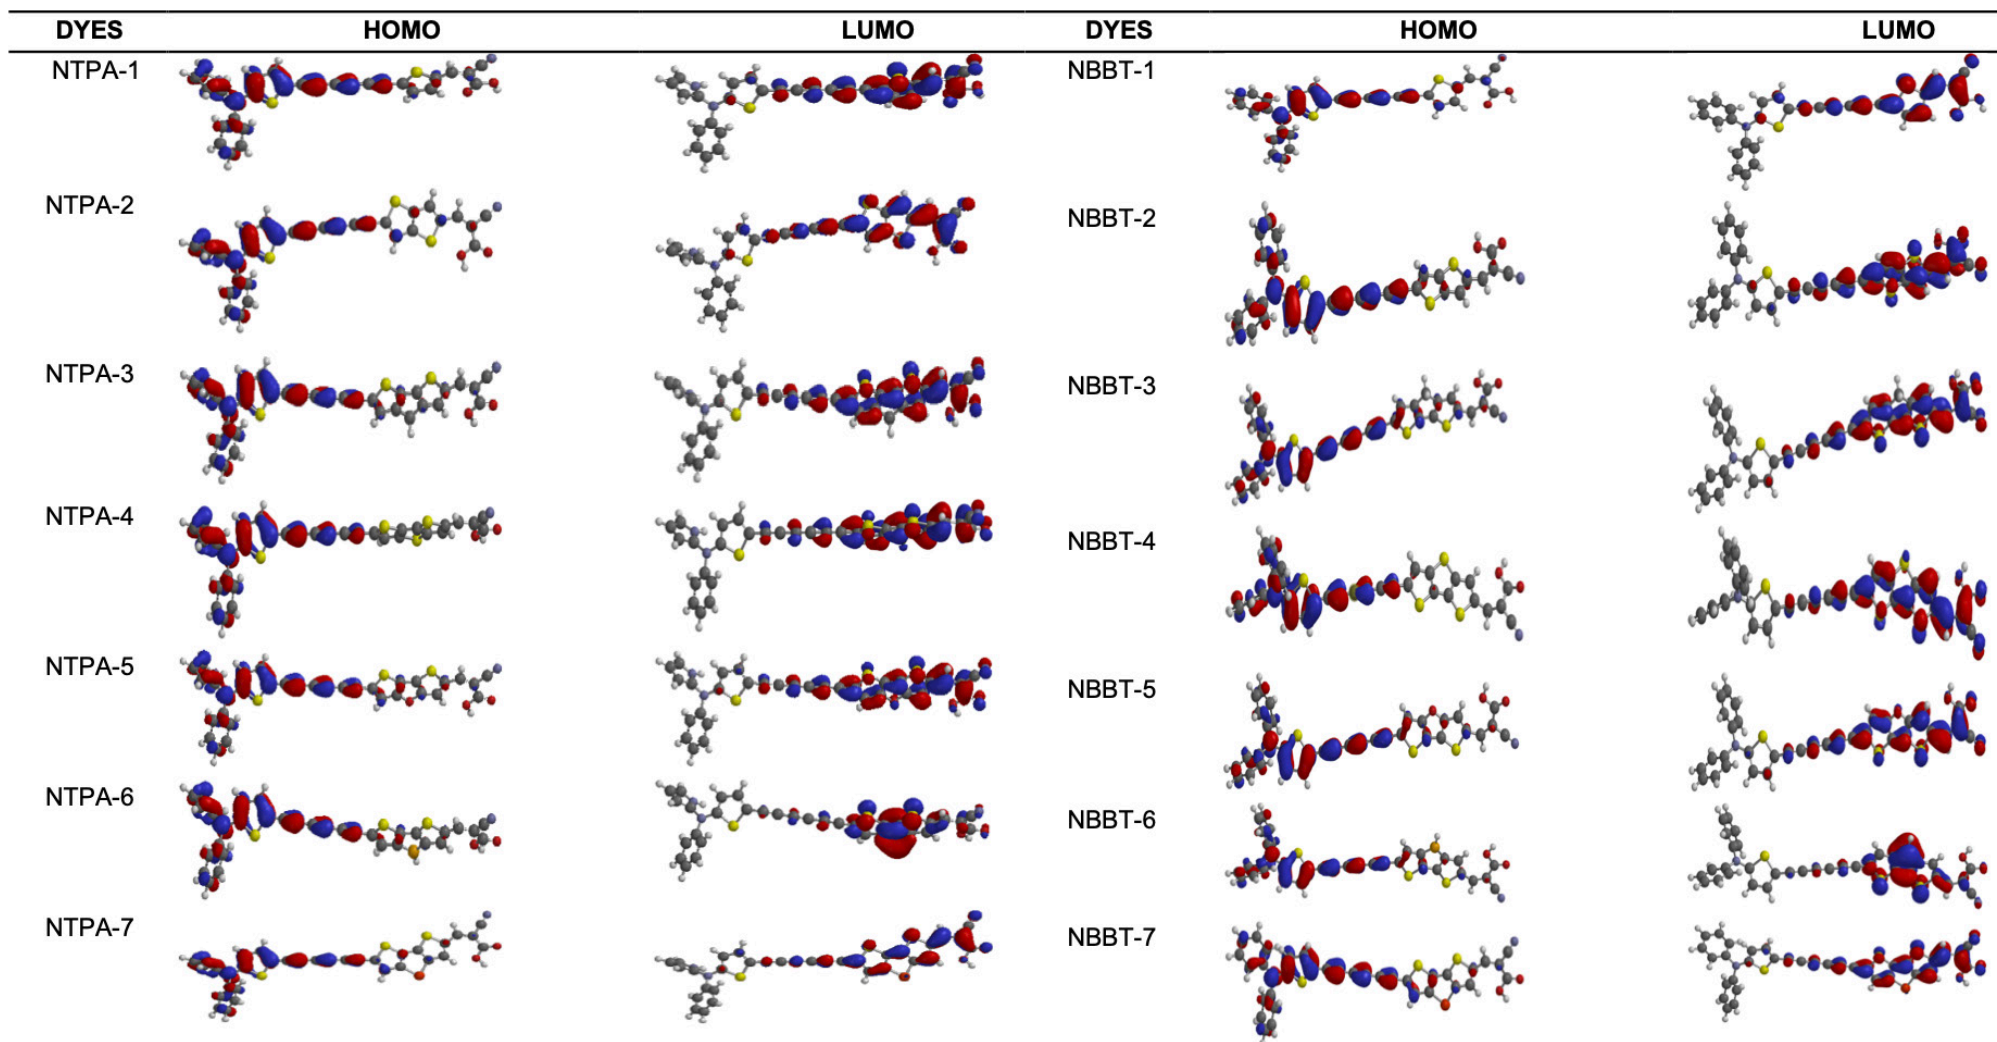 DYES HOMO LUMO DYES HOMO LUMO
NTPA-1 NBBT-1
NTPA-2 NBBT-2
NTPA-3 NBBT-3
NTPA-4 NBBT-4
NTPA-5 NBBT-5
NTPA-6 NBBT-6
NTPA-7 NBBT-7